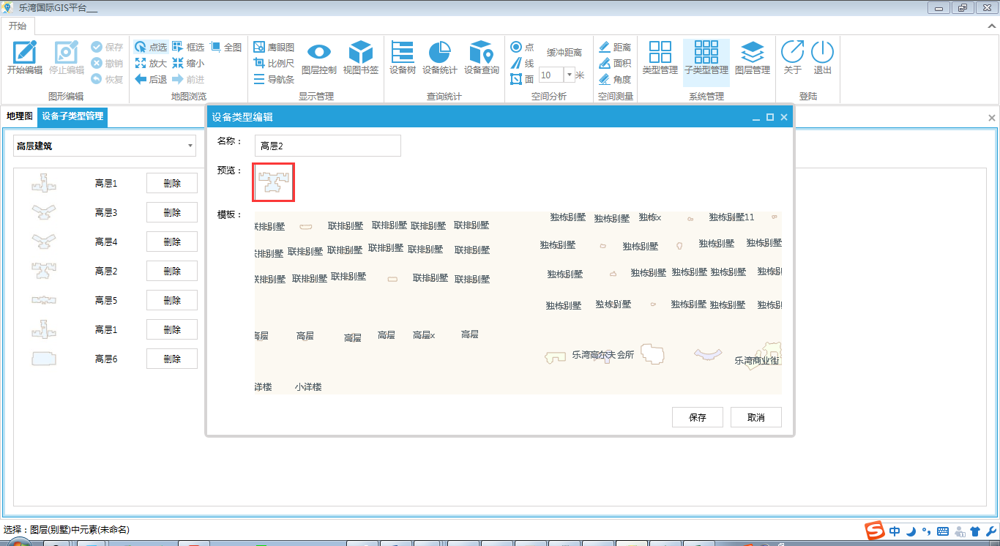 乐湾国际GIS平台___
开始
开始编辑
停止编辑
保存
撤销
恢复
图形编辑
点选 框选 全图
放大 缩小
后退 前进
地图浏览
鹰眼图
比例尺
导航条
图层控制
视图书签
显示管理
设备树
设备统计
设备查询
查询统计
点
线
面
缓冲距离
10 米
空间分析
距离
面积
角度
空间测量
类型管理
子类型管理
图层管理
系统管理
关于
退出
登陆
地理图
设备子类型管理
高层建筑
高层1 删除
高层3 删除
高层4 删除
高层2 删除
高层5 删除
高层1 删除
高层6 删除
设备类型编辑
名称：
高层2
预览：
模板：
联排别墅 联排别墅 联排别墅 联排别墅 联排别墅
联排别墅 联排别墅 联排别墅 联排别墅 联排别墅 联排别墅
联排别墅 联排别墅 联排别墅 联排别墅 联排别墅
高层 高层 高层 高层 高层x 高层
洋楼 小洋楼
独栋别墅 独栋别墅 独栋x 独栋别墅11
独栋别墅 独栋别墅 独栋别墅 独栋别墅
独栋别墅 独栋别墅 独栋别墅 独栋别墅 独栋别墅
独栋别墅 独栋别墅 独栋别墅 独栋别墅 独栋别墅
乐湾高尔夫会所
乐湾商业街
保存
取消
选择：图层(别墅)中元素(未命名)
S 中